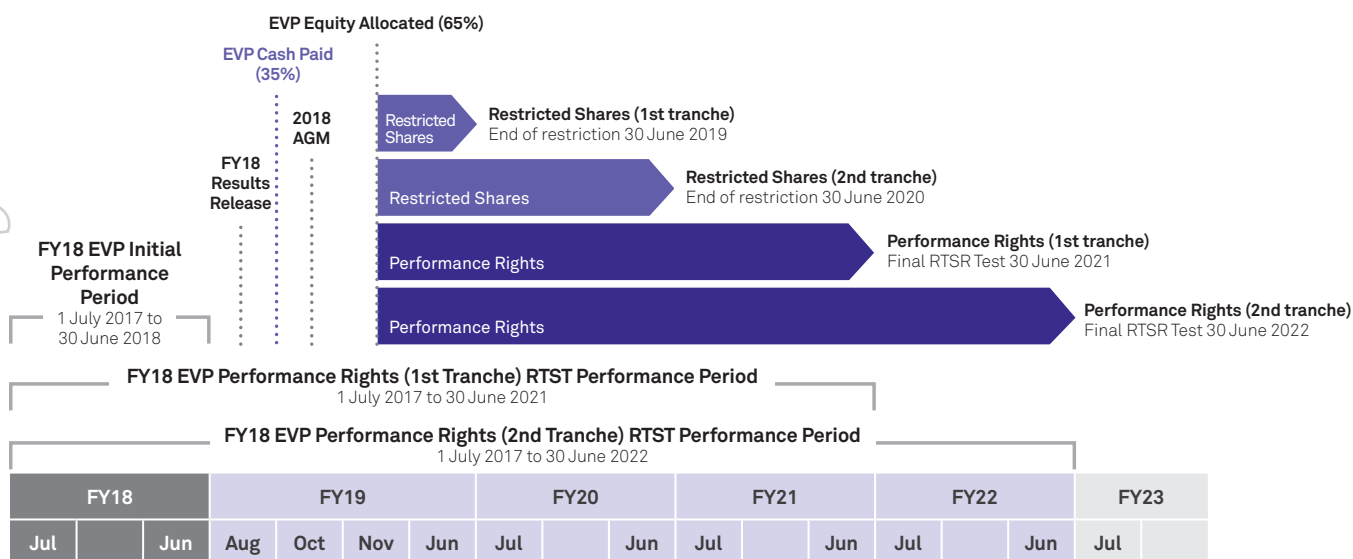 EVP Equity Allocated (65%)
EVP Cash Paid
(35%)
2018
AGM
FY18
Results
Release
Restricted
Shares
Restricted Shares (1st tranche)
End of restriction 30 June 2019
Restricted Shares
Restricted Shares (2nd tranche)
End of restriction 30 June 2020
Performance Rights
Performance Rights (1st tranche)
Final RTSR Test 30 June 2021
Performance Rights
Performance Rights (2nd tranche)
Final RTSR Test 30 June 2022
FY18 EVP Initial
Performance
Period
1 July 2017 to
30 June 2018
FY18 EVP Performance Rights (1st Tranche) RTST Performance Period
1 July 2017 to 30 June 2021
FY18 EVP Performance Rights (2nd Tranche) RTST Performance Period
1 July 2017 to 30 June 2022
FY18 FY19 FY20 FY21 FY22 FY23
Jul Jun Aug Oct Nov Jun Jul Jun Jul Jun Jul Jun Jul